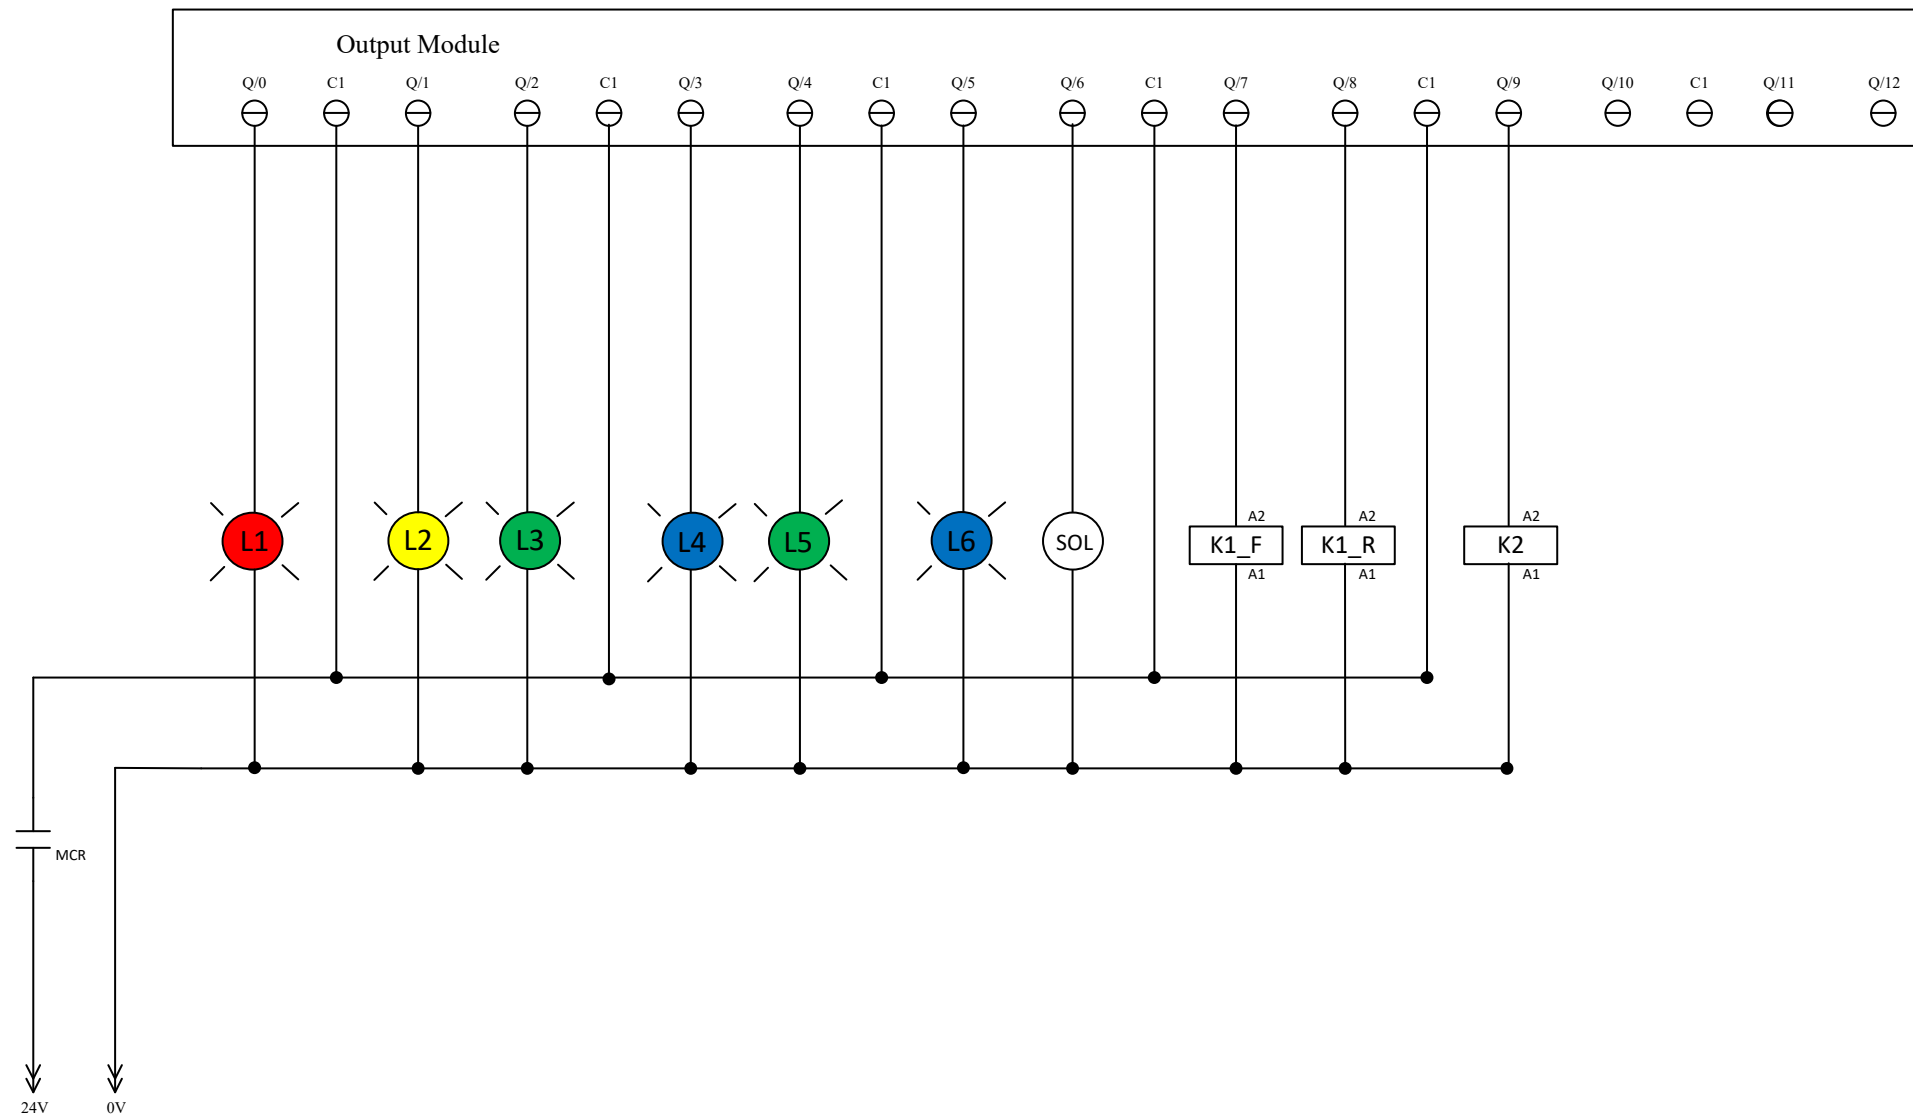 Output Module
Q/0 C1 Q/1 Q/2 C1 Q/3 Q/4 C1 Q/5 Q/6 C1 Q/7 Q/8 C1 Q/9 Q/10 C1 Q/11 Q/12
A2 A2 A2
L1 L2 L3 L4 L5 L6 SOL K1_F K1_R K2
A1 A1 A1
MCR
24V 0V